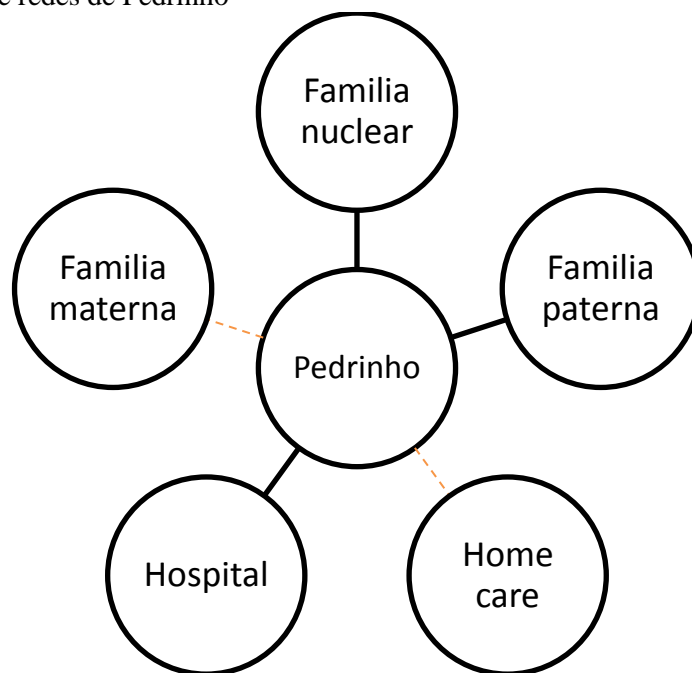 e redes de Pedrinho
Familia
nuclear
Familia
materna
Familia
paterna
Pedrinho
Hospital
Home
care